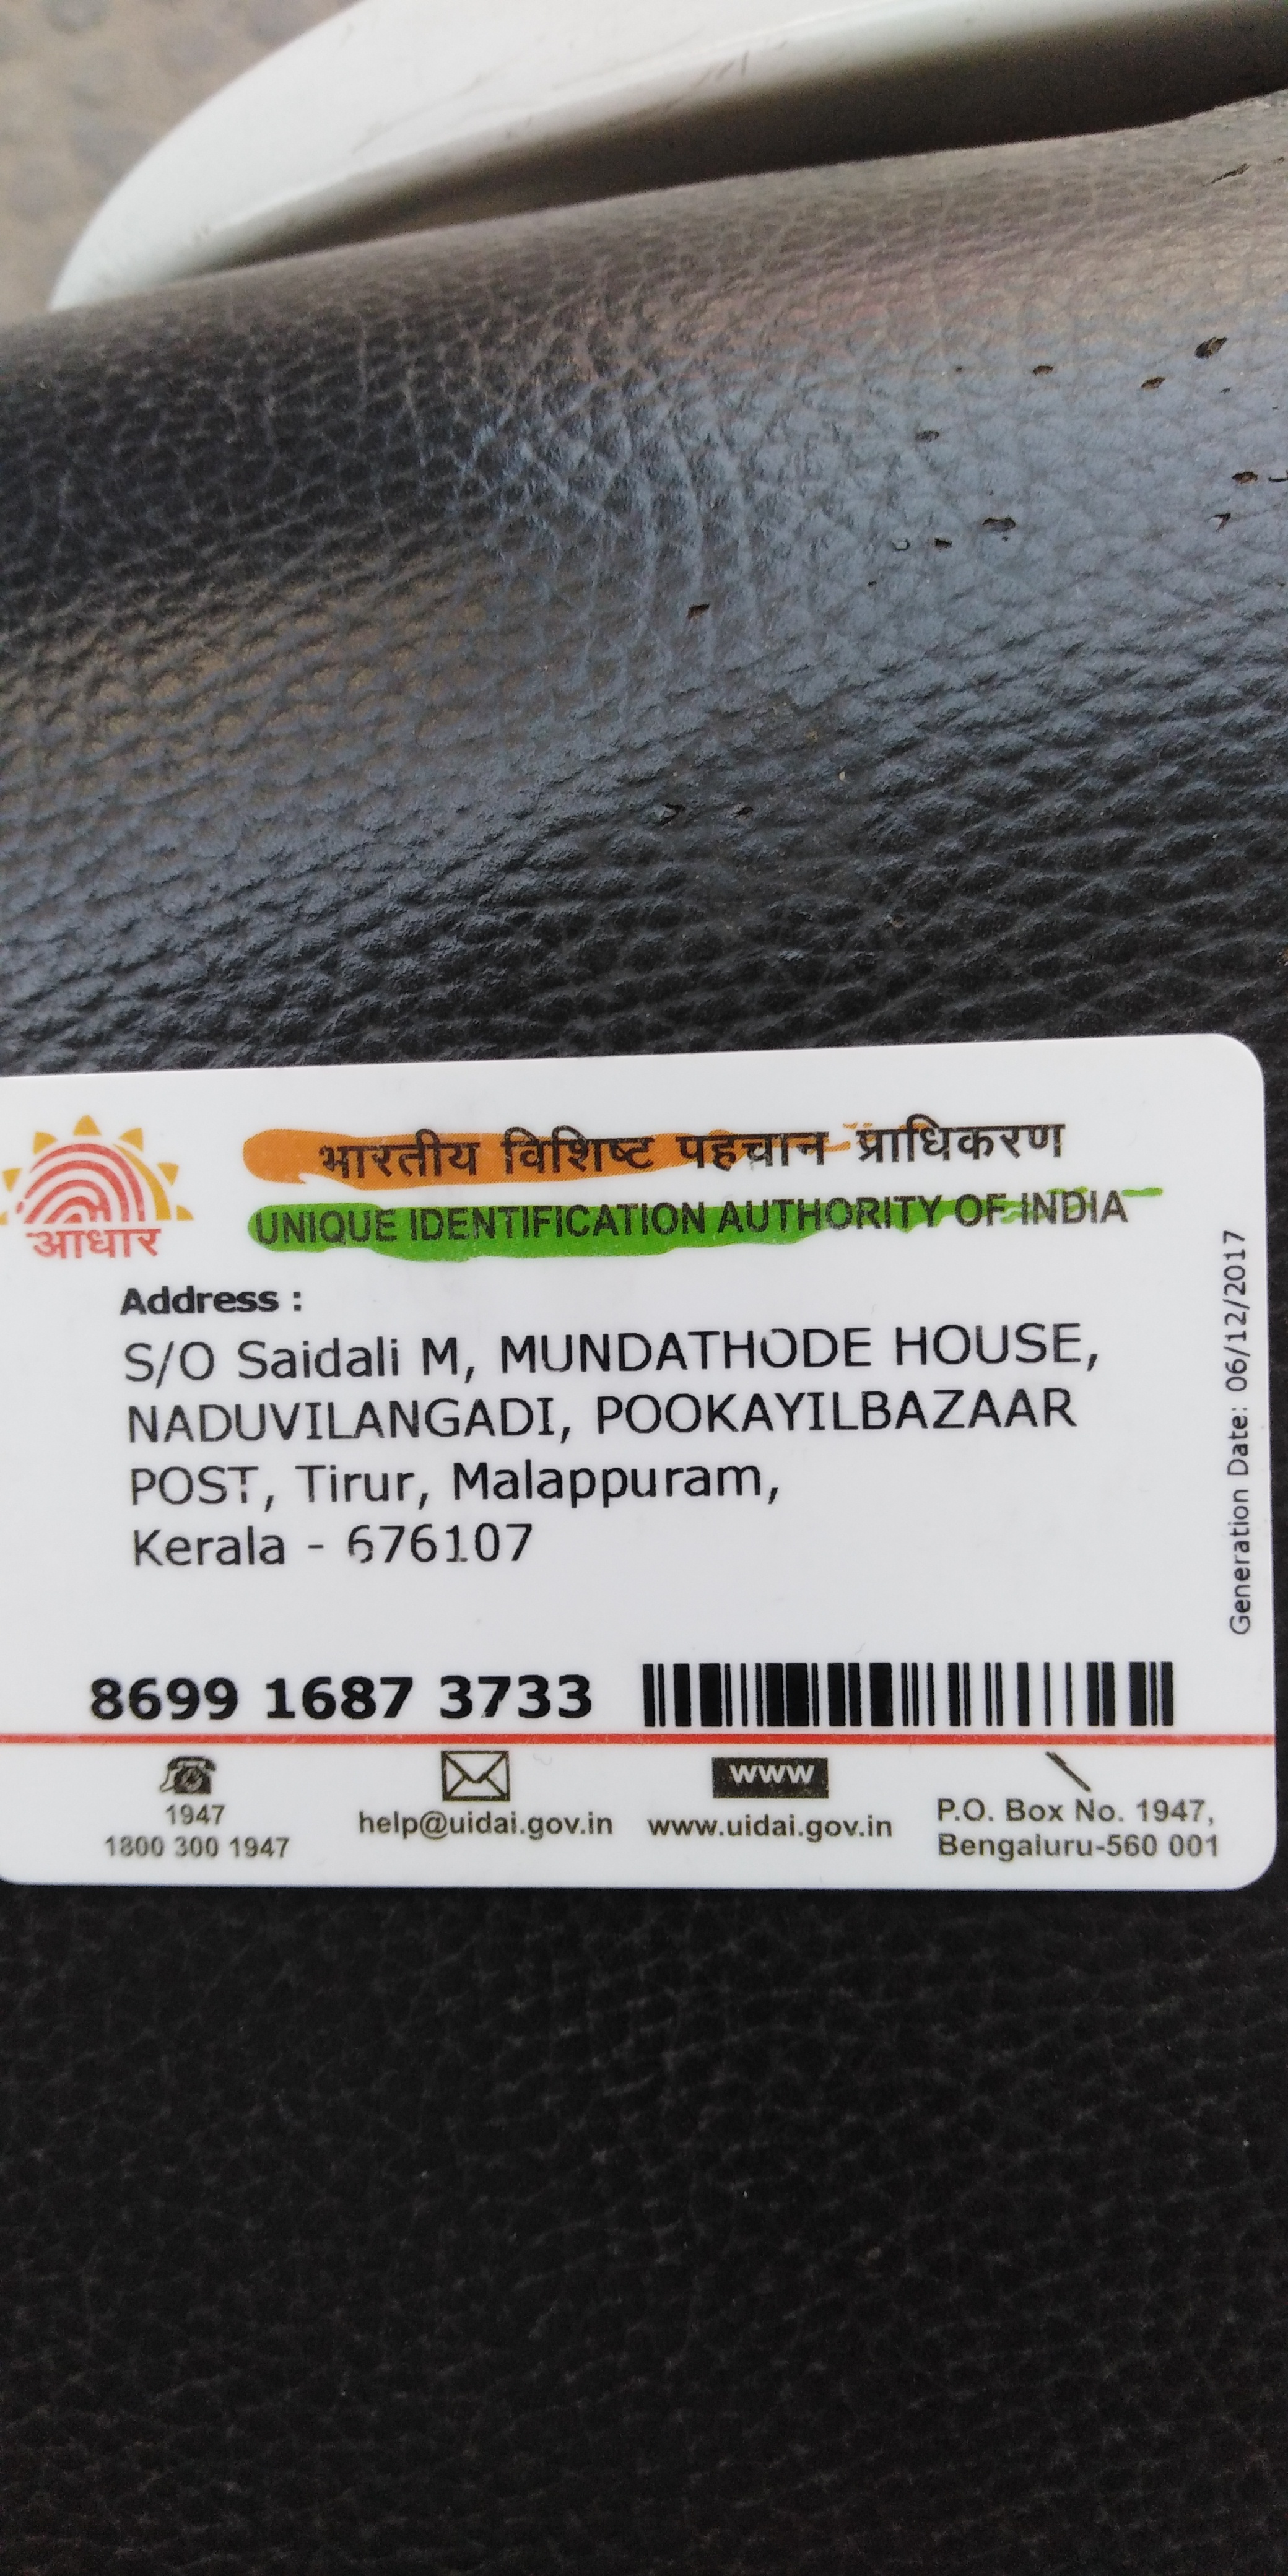 आधार
भारतीय विशिष्ट पहचान प्राधिकरण
UNIQUE IDENTIFICATION AUTHORITY OF INDIA
Address :
S/O Saidali M, MUNDATHODE HOUSE,
NADUVILANGADI, POOKAYILBAZAAR
POST, Tirur, Malappuram,
Kerala - 676107
Generation Date: 06/12/2017
8699 1687 3733
1947
1800 300 1947
help@uidai.gov.in
www
www.uidai.gov.in
P.O. Box No. 1947,
Bengaluru-560 001